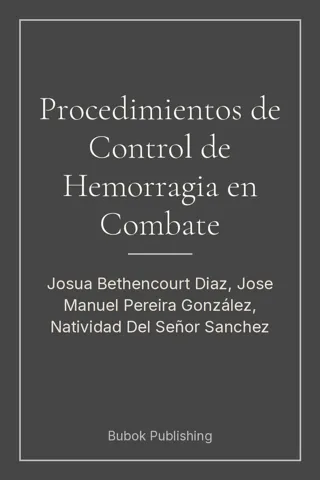 Procedimientos de
Control de
Hemorragia en
Combate
Josua Bethencourt Diaz, Jose
Manuel Pereira González,
Natividad Del Señor Sanchez
Bubok Publishing